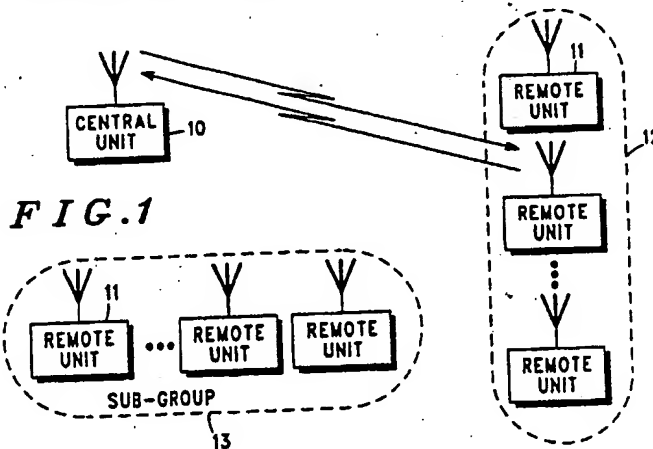 11
REMOTE
UNIT
CENTRAL
UNIT
10
12
REMOTE
UNIT
FIG.1
11
REMOTE
UNIT
REMOTE
UNIT
REMOTE
UNIT
REMOTE
UNIT
SUB-GROUP
13